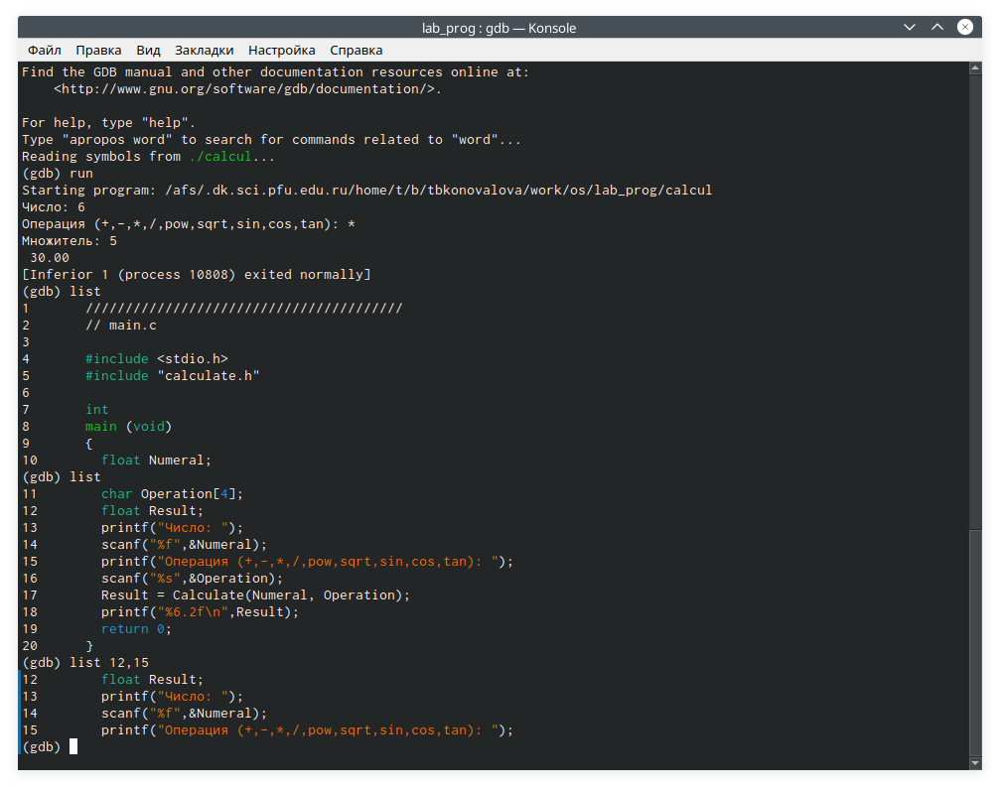 lab_prog : gdb — Konsole
Файл Правка Вид Закладки Настройка Справка
Find the GDB manual and other documentation resources online at:
    <http://www.gnu.org/software/gdb/documentation/>.

For help, type "help".
Type "apropos word" to search for commands related to "word"...
Reading symbols from ./calcul...
(gdb) run
Starting program: /afs/.dk.sci.pfu.edu.ru/home/t/b/tbkonovalova/work/os/lab_prog/calcul
Число: 6
Операция (+,-,*,/,pow,sqrt,sin,cos,tan): *
Множитель: 5
 30.00
[Inferior 1 (process 10808) exited normally]
(gdb) list
1       ////////////////////////////////////////
2       // main.c
3
4       #include <stdio.h>
5       #include "calculate.h"
6
7       int
8       main (void)
9       {
10        float Numeral;
(gdb) list
11        char Operation[4];
12        float Result;
13        printf("Число: ");
14        scanf("%f",&Numeral);
15        printf("Операция (+,-,*,/,pow,sqrt,sin,cos,tan): ");
16        scanf("%s",&Operation);
17        Result = Calculate(Numeral, Operation);
18        printf("%6.2f\n",Result);
19        return 0;
20      }
(gdb) list 12,15
12        float Result;
13        printf("Число: ");
14        scanf("%f",&Numeral);
15        printf("Операция (+,-,*,/,pow,sqrt,sin,cos,tan): ");
(gdb)